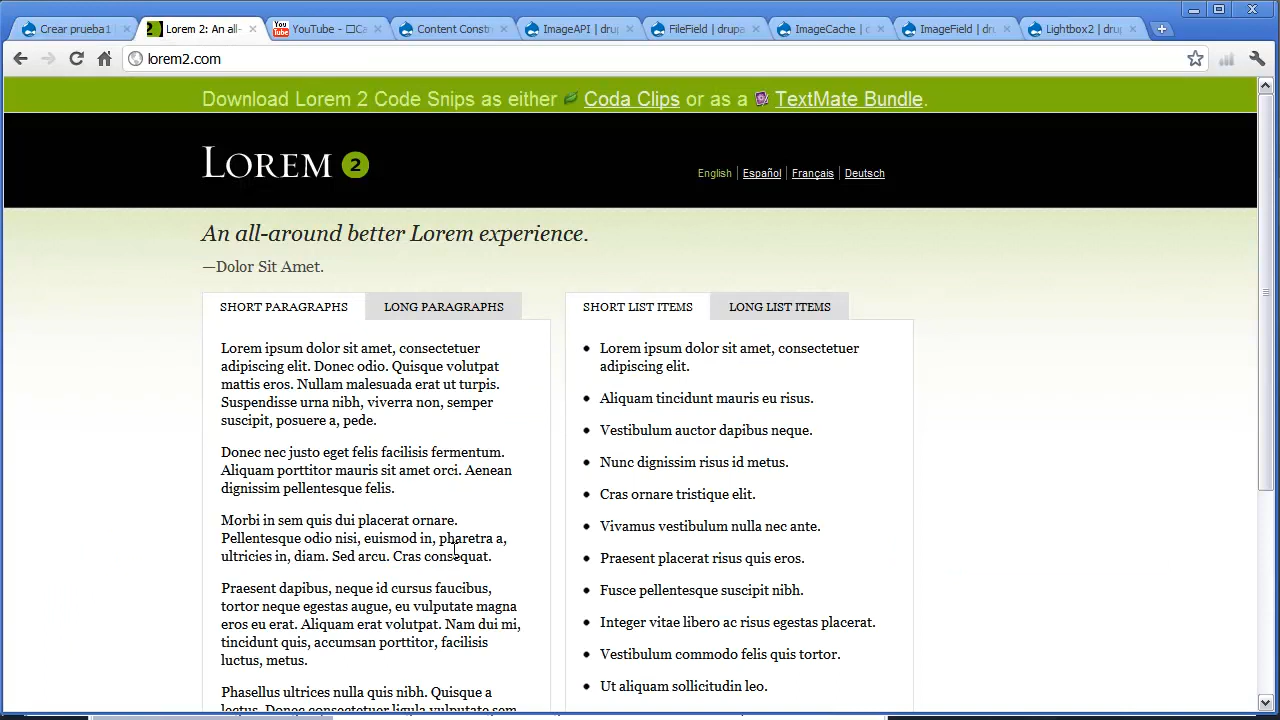 Crear prueba1
Lorem 2: An all-
YouTube - □Ca
Content Constr
ImageAPI | drup
FileField | drupa
ImageCache | d
ImageField | dru
Lightbox2 | drup
lorem2.com
Download Lorem 2 Code Snips as either Coda Clips or as a TextMate Bundle.
LOREM 2
English Español Français Deutsch
An all-around better Lorem experience.
—Dolor Sit Amet.
SHORT PARAGRAPHS LONG PARAGRAPHS
Lorem ipsum dolor sit amet, consectetuer
adipiscing elit. Donec odio. Quisque volutpat
mattis eros. Nullam malesuada erat ut turpis.
Suspendisse urna nibh, viverra non, semper
suscipit, posuere a, pede.
Donec nec justo eget felis facilisis fermentum.
Aliquam porttitor mauris sit amet orci. Aenean
dignissim pellentesque felis.
Morbi in sem quis dui placerat ornare.
Pellentesque odio nisi, euismod in, pharetra a,
ultricies in, diam. Sed arcu. Cras consequat.
Praesent dapibus, neque id cursus faucibus,
tortor neque egestas augue, eu vulputate magna
eros eu erat. Aliquam erat volutpat. Nam dui mi,
tincidunt quis, accumsan porttitor, facilisis
luctus, metus.
Phasellus ultrices nulla quis nibh. Quisque a
lectus. Donec consectetuer ligula vulputate sem
SHORT LIST ITEMS LONG LIST ITEMS
Lorem ipsum dolor sit amet, consectetuer
adipiscing elit.
Aliquam tincidunt mauris eu risus.
Vestibulum auctor dapibus neque.
Nunc dignissim risus id metus.
Cras ornare tristique elit.
Vivamus vestibulum nulla nec ante.
Praesent placerat risus quis eros.
Fusce pellentesque suscipit nibh.
Integer vitae libero ac risus egestas placerat.
Vestibulum commodo felis quis tortor.
Ut aliquam sollicitudin leo.